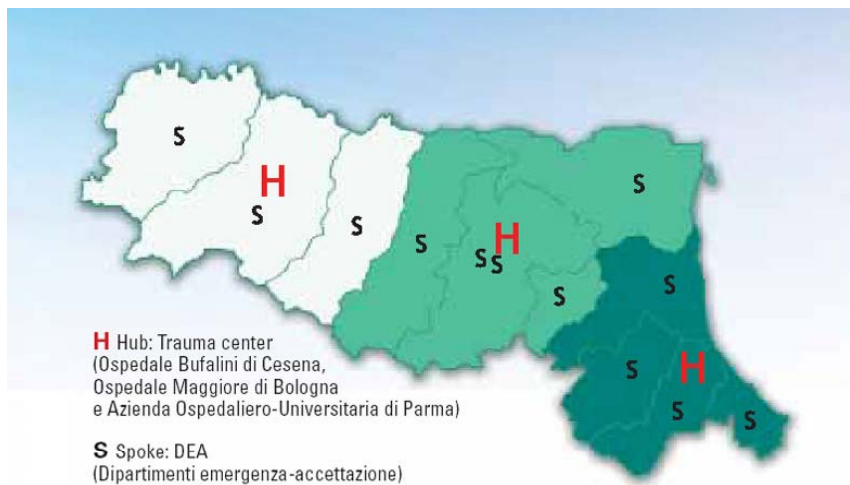 S
H
S
S
S
H
S
S
S
S
S
S
H
S
S
H Hub: Trauma center
(Ospedale Bufalini di Cesena,
Ospedale Maggiore di Bologna
e Azienda Ospedaliero-Universitaria di Parma)
S Spoke: DEA
(Dipartimenti emergenza-accettazione)